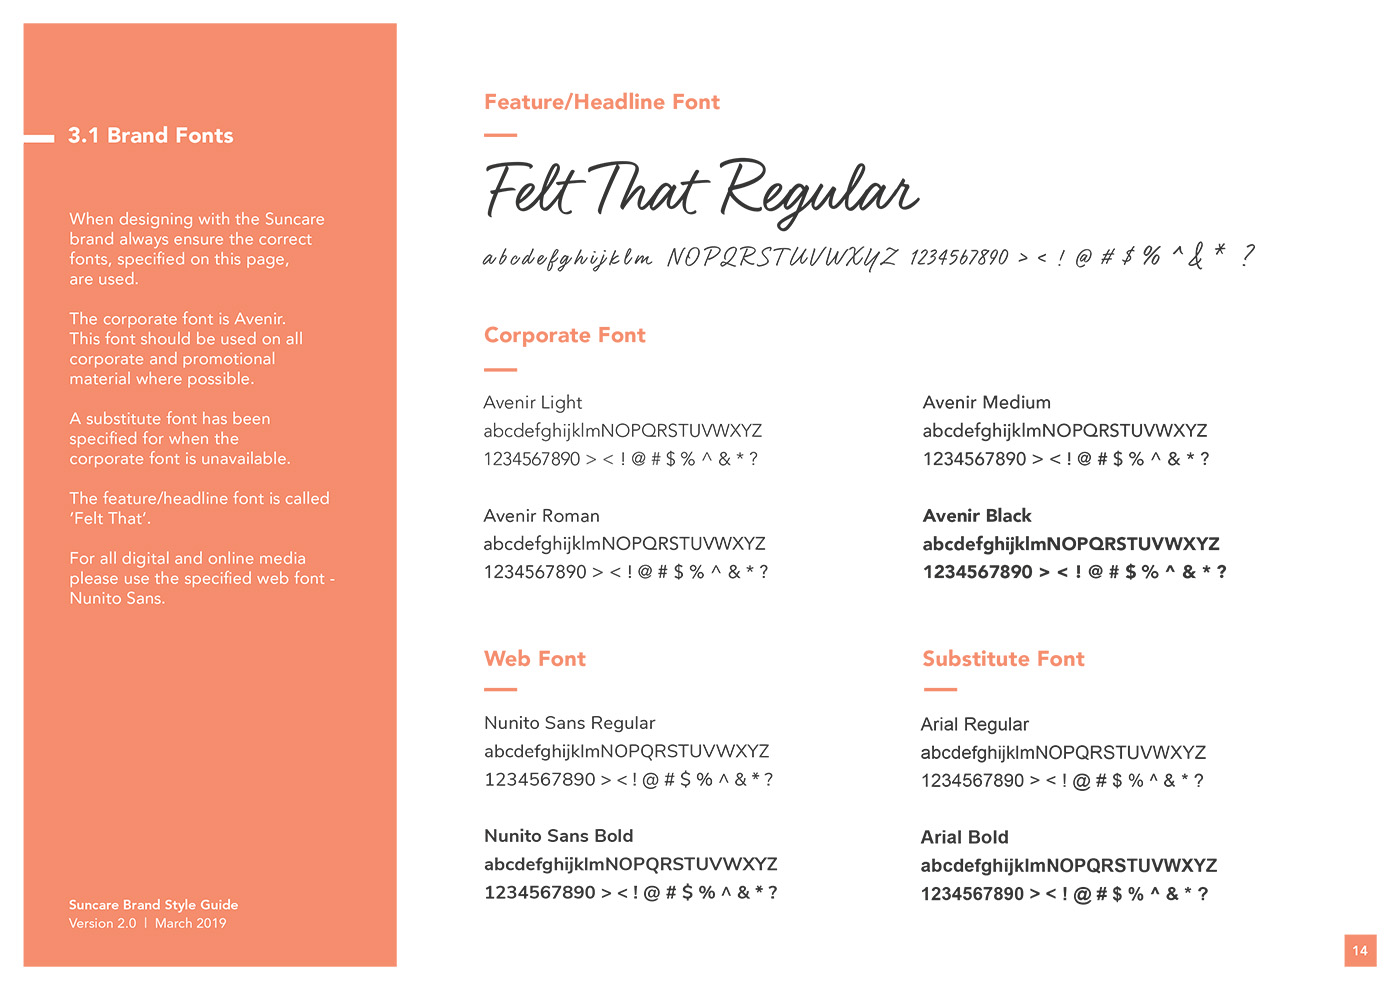 3.1 Brand Fonts
When designing with the Suncare
brand always ensure the correct
fonts, specified on this page,
are used.
The corporate font is Avenir.
This font should be used on all
corporate and promotional
material where possible.
A substitute font has been
specified for when the
corporate font is unavailable.
The feature/headline font is called
‘Felt That’.
For all digital and online media
please use the specified web font -
Nunito Sans.
Suncare Brand Style Guide
Version 2.0 | March 2019
Feature/Headline Font
Felt That Regular
abcdefghijklm NOPQRSTUVWXYZ 1234567890 > < ! @ # $ % ^ & * ?
Corporate Font
Avenir Light
abcdefghijklmNOPQRSTUVWXYZ
1234567890 > < ! @ # $ % ^ & * ?
Avenir Roman
abcdefghijklmNOPQRSTUVWXYZ
1234567890 > < ! @ # $ % ^ & * ?
Avenir Medium
abcdefghijklmNOPQRSTUVWXYZ
1234567890 > < ! @ # $ % ^ & * ?
Avenir Black
abcdefghijklmNOPQRSTUVWXYZ
1234567890 > < ! @ # $ % ^ & * ?
Web Font
Nunito Sans Regular
abcdefghijklmNOPQRSTUVWXYZ
1234567890 > < ! @ # $ % ^ & * ?
Nunito Sans Bold
abcdefghijklmNOPQRSTUVWXYZ
1234567890 > < ! @ # $ % ^ & * ?
Substitute Font
Arial Regular
abcdefghijklmNOPQRSTUVWXYZ
1234567890 > < ! @ # $ % ^ & * ?
Arial Bold
abcdefghijklmNOPQRSTUVWXYZ
1234567890 > < ! @ # $ % ^ & * ?
14